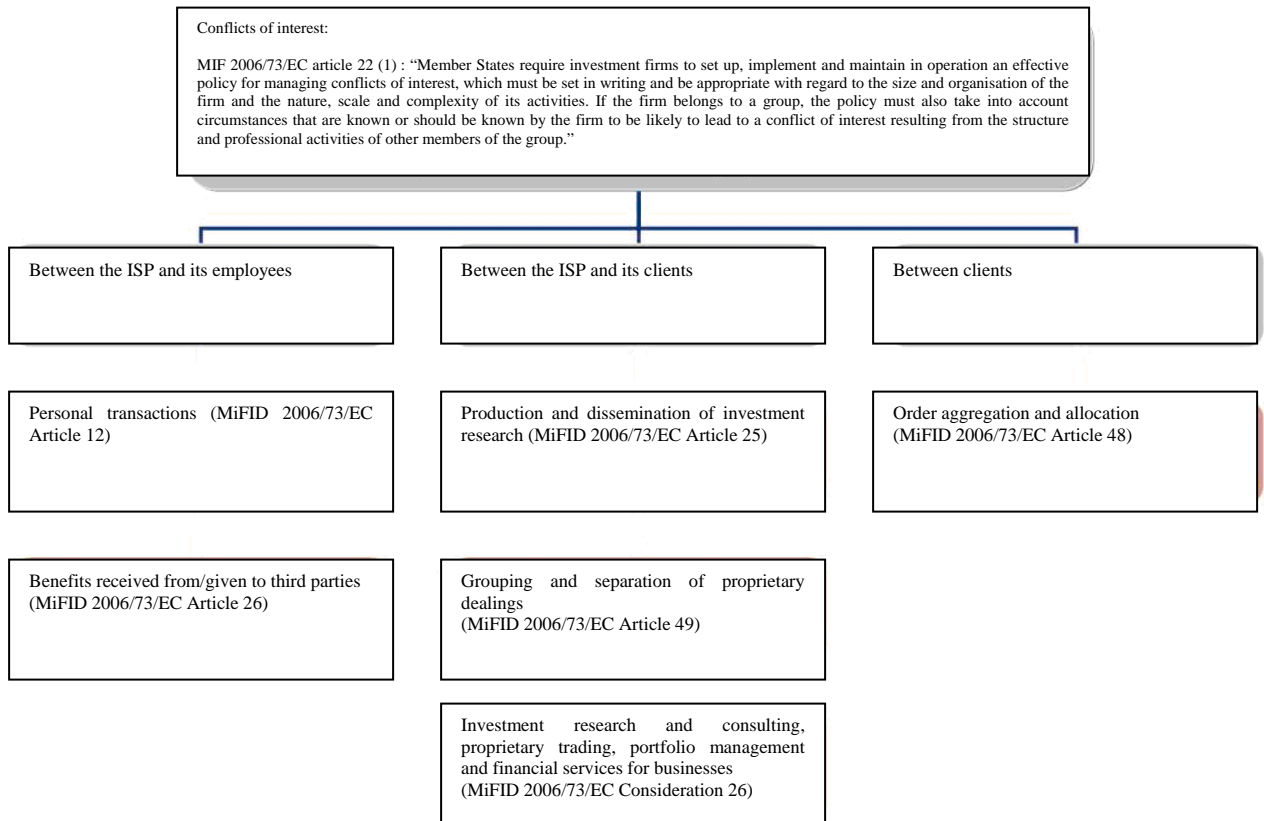 Conflicts of interest:
MIF 2006/73/EC article 22 (1) : “Member States require investment firms to set up, implement and maintain in operation an effective
policy for managing conflicts of interest, which must be set in writing and be appropriate with regard to the size and organisation of the
firm and the nature, scale and complexity of its activities. If the firm belongs to a group, the policy must also take into account
circumstances that are known or should be known by the firm to be likely to lead to a conflict of interest resulting from the structure
and professional activities of other members of the group.”
Between the ISP and its employees
Between the ISP and its clients
Between clients
Personal transactions (MiFID 2006/73/EC
Article 12)
Production and dissemination of investment
research (MiFID 2006/73/EC Article 25)
Order aggregation and allocation
(MiFID 2006/73/EC Article 48)
Benefits received from/given to third parties
(MiFID 2006/73/EC Article 26)
Grouping and separation of proprietary
dealings
(MiFID 2006/73/EC Article 49)
Investment research and consulting,
proprietary trading, portfolio management
and financial services for businesses
(MiFID 2006/73/EC Consideration 26)